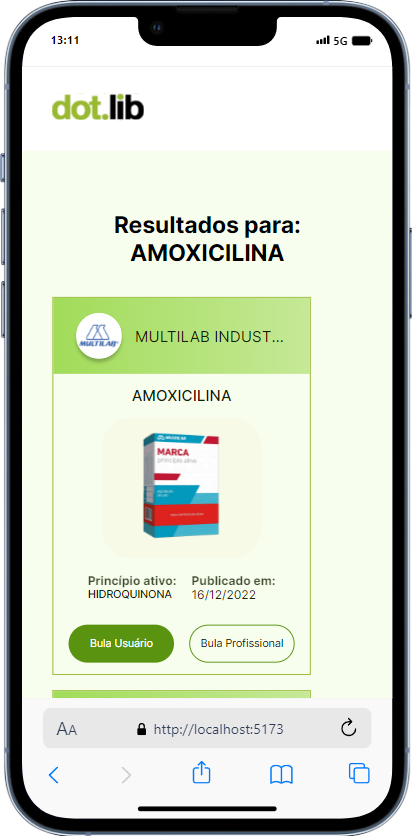 13:11
5G
dot.lib
Resultados para:
AMOXICILINA
MULTILAB
MULTILAB INDUST...
AMOXICILINA
MULTILAB
MARCA
princípio ativo
Princípio ativo: Publicado em:
HIDROQUINONA 16/12/2022
Bula Usuário Bula Profissional
AA http://localhost:5173